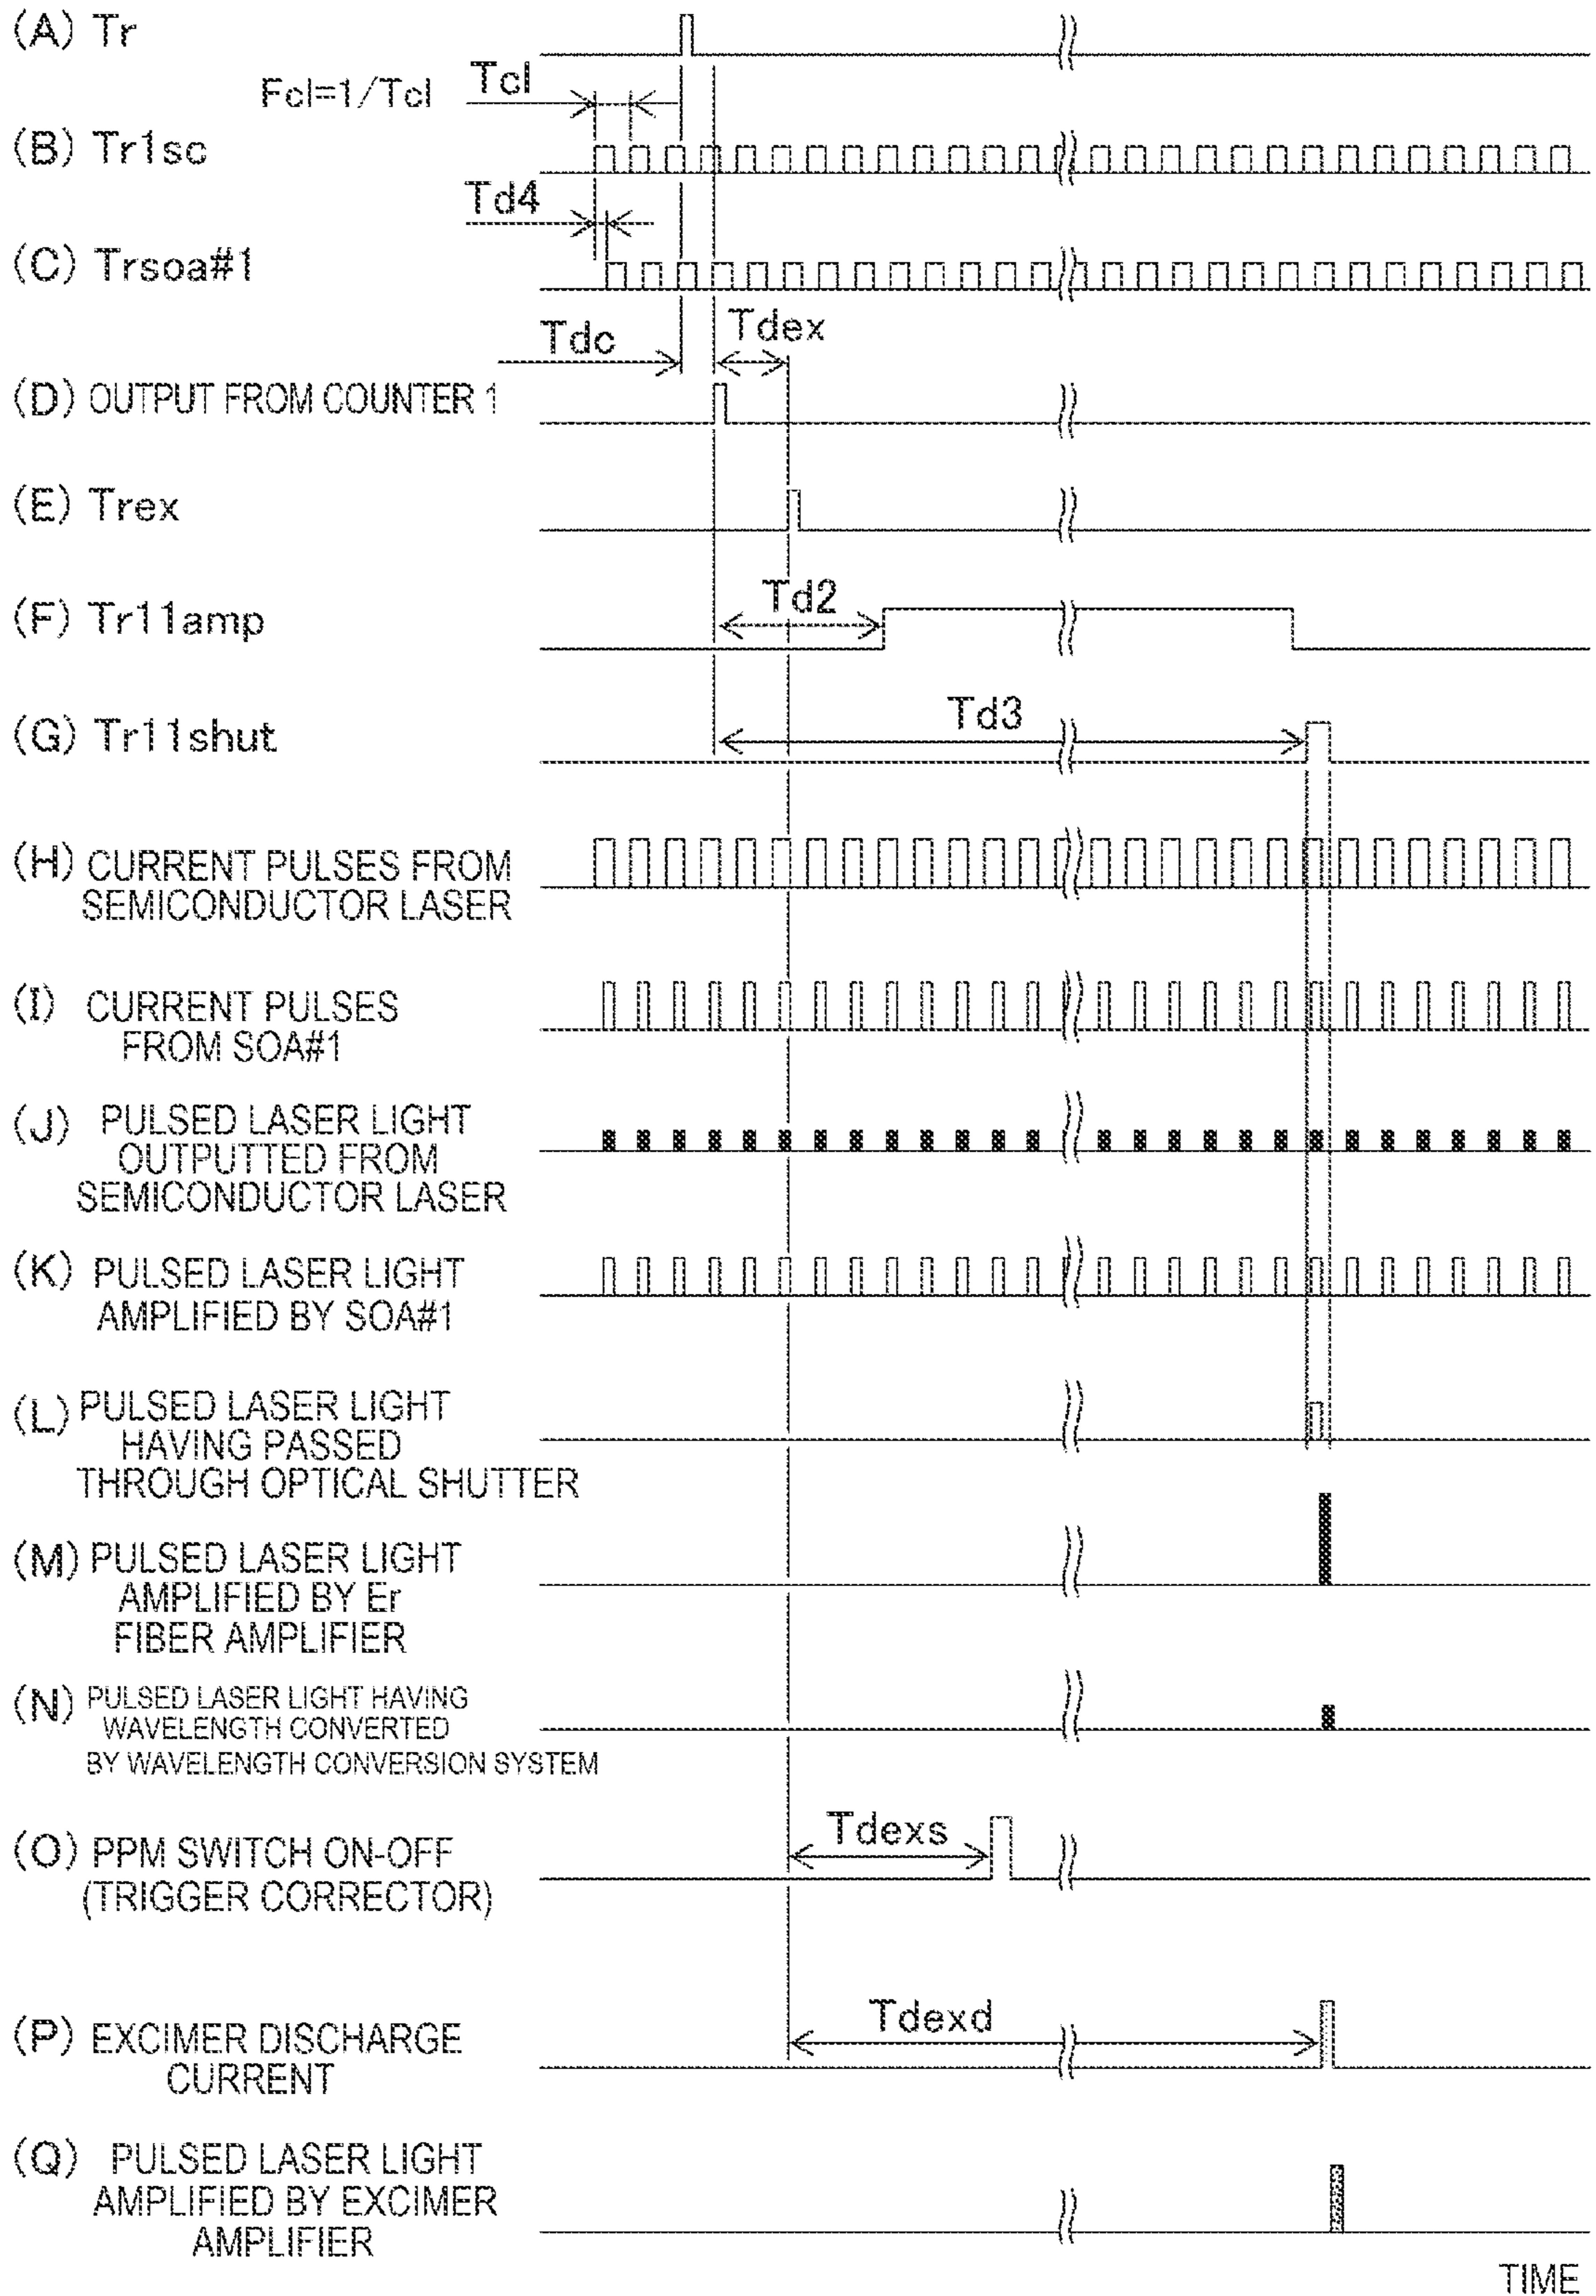 (A) Tr
Fcl=1/Tcl
Tcl
(B) Tr1sc
Td4
(C) Trsoa#1
Tdc
Tdex
(D) OUTPUT FROM COUNTER 1
(E) Trex
(F) Tr11amp
Td2
(G) Tr11shut
Td3
(H) CURRENT PULSES FROM
SEMICONDUCTOR LASER
(I) CURRENT PULSES
FROM SOA#1
(J) PULSED LASER LIGHT
OUTPUTTED FROM
SEMICONDUCTOR LASER
(K) PULSED LASER LIGHT
AMPLIFIED BY SOA#1
(L) PULSED LASER LIGHT
HAVING PASSED
THROUGH OPTICAL SHUTTER
(M) PULSED LASER LIGHT
AMPLIFIED BY Er
FIBER AMPLIFIER
(N) PULSED LASER LIGHT HAVING
WAVELENGTH CONVERTED
BY WAVELENGTH CONVERSION SYSTEM
Tdexs
(O) PPM SWITCH ON-OFF
(TRIGGER CORRECTOR)
Tdexd
(P) EXCIMER DISCHARGE
CURRENT
(Q) PULSED LASER LIGHT
AMPLIFIED BY EXCIMER
AMPLIFIER
TIME